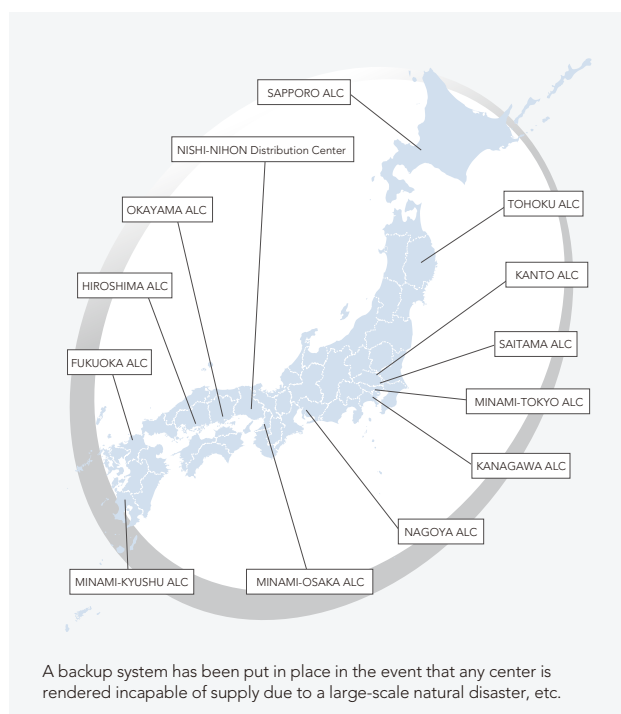 SAPPORO ALC
NISHI-NIHON Distribution Center
OKAYAMA ALC
TOHOKU ALC
KANTO ALC
HIROSHIMA ALC
SAITAMA ALC
FUKUOKA ALC
MINAMI-TOKYO ALC
KANAGAWA ALC
NAGOYA ALC
MINAMI-KYUSHU ALC
MINAMI-OSAKA ALC
A backup system has been put in place in the event that any center is
rendered incapable of supply due to a large-scale natural disaster, etc.